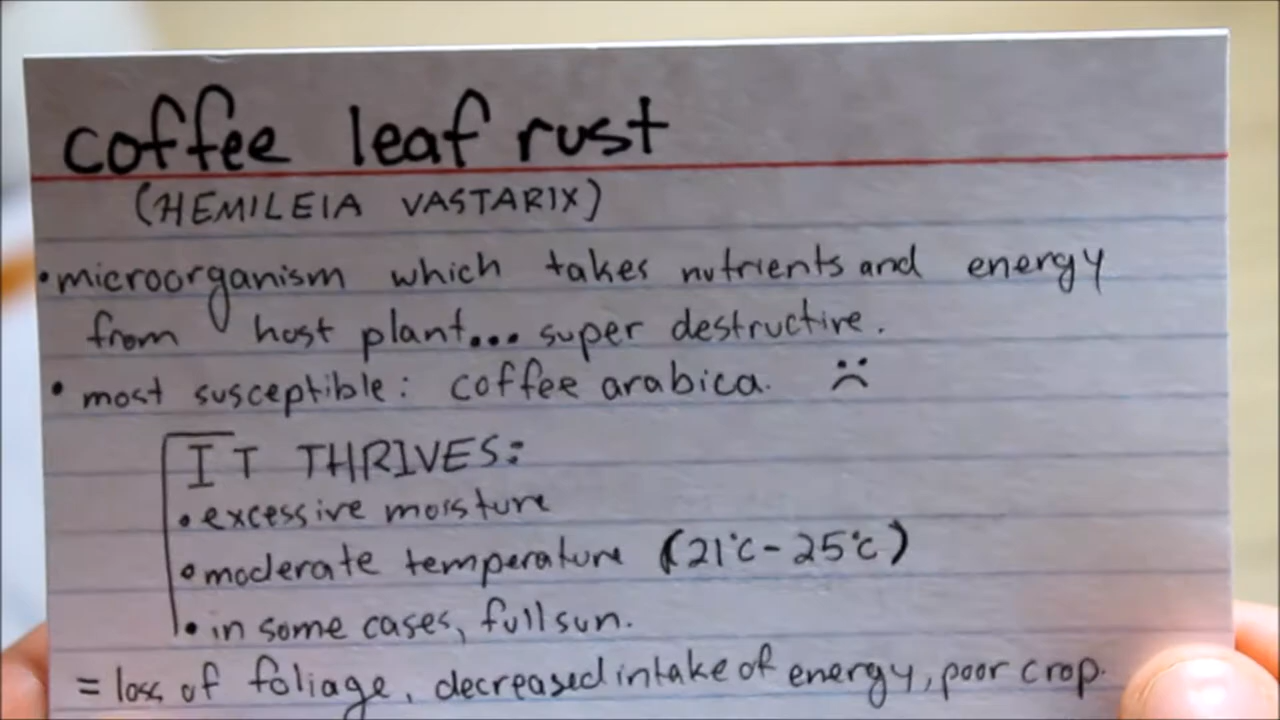 coffee leaf rust
(HEMILEIA VASTARIX)
•microorganism which takes nutrients and energy
from host plant... super destructive.
• most susceptible: coffee arabica. :(
IT THRIVES:
• excessive moisture
• moderate temperature (21°C - 25°C)
• in some cases, full sun.
= loss of foliage, decreased intake of energy, poor crop.